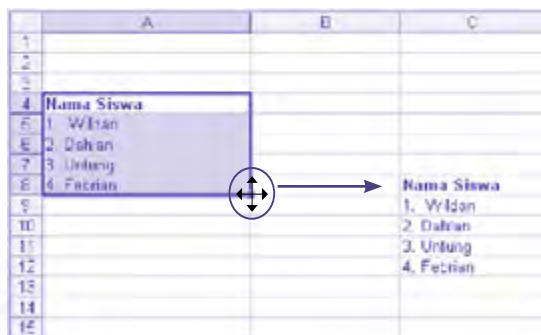 A B C
1
2
3
4 Nama Siswa
5 1. Wildan
6 2. Dahlan
7 3. Untung
8 4. Febrian Nama Siswa
9 1. Wildan
10 2. Dahlan
11 3. Untung
12 4. Febrian
13
14
15